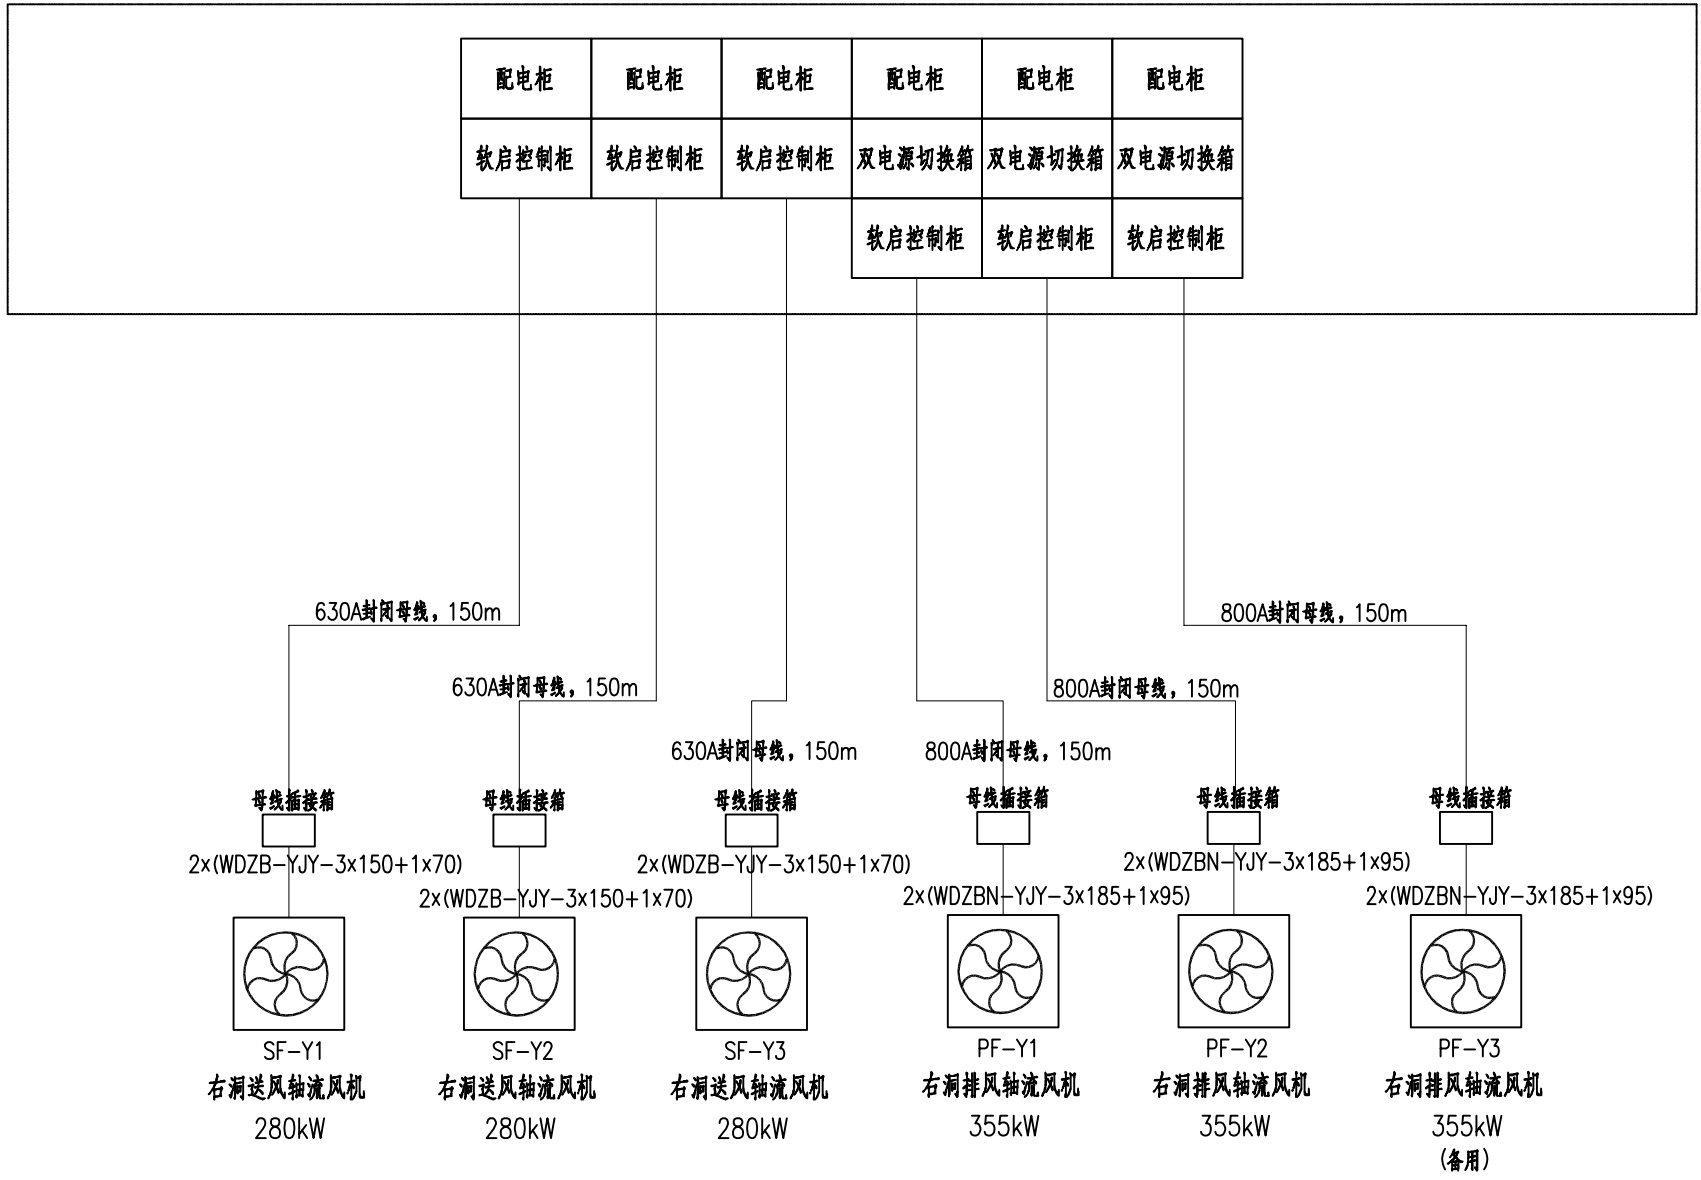 配电柜 配电柜 配电柜 配电柜 配电柜 配电柜
软启控制柜 软启控制柜 软启控制柜 双电源切换箱 双电源切换箱 双电源切换箱
软启控制柜 软启控制柜 软启控制柜
630A封闭母线，150m 800A封闭母线，150m
630A封闭母线，150m 800A封闭母线，150m
630A封闭母线，150m 800A封闭母线，150m
母线插接箱 母线插接箱 母线插接箱 母线插接箱 母线插接箱 母线插接箱
2x(WDZB-YJY-3x150+1x70) 2x(WDZB-YJY-3x150+1x70) 2x(WDZBN-YJY-3x185+1x95)
2x(WDZB-YJY-3x150+1x70) 2x(WDZBN-YJY-3x185+1x95) 2x(WDZBN-YJY-3x185+1x95)
SF-Y1 SF-Y2 SF-Y3 PF-Y1 PF-Y2 PF-Y3
右洞送风轴流风机 右洞送风轴流风机 右洞送风轴流风机 右洞排风轴流风机 右洞排风轴流风机 右洞排风轴流风机
280kW 280kW 280kW 355kW 355kW 355kW
(备用)